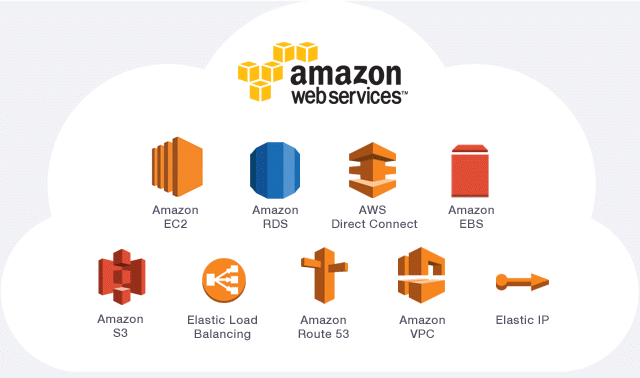 amazon
webservices™
Amazon
EC2
Amazon
RDS
AWS
Direct Connect
Amazon
EBS
Amazon
S3
Elastic Load
Balancing
Amazon
Route 53
Amazon
VPC
Elastic IP